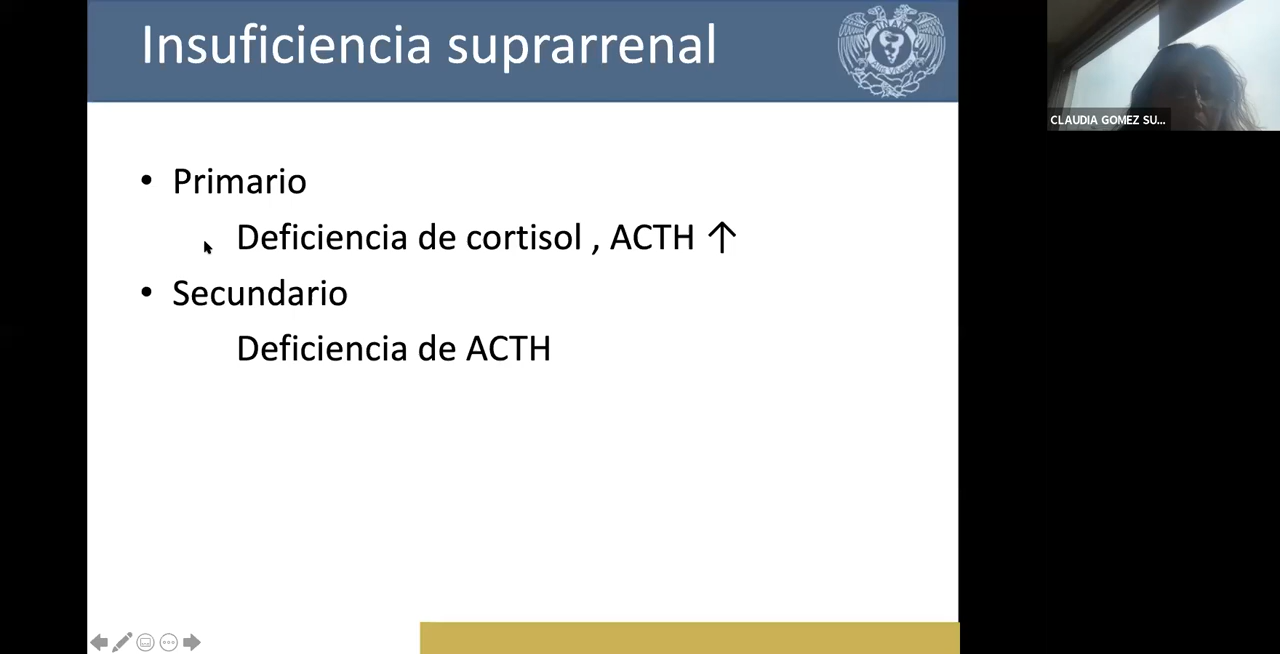 Insuficiencia suprarrenal
CLAUDIA GOMEZ SU...
• Primario
Deficiencia de cortisol , ACTH ↑
• Secundario
Deficiencia de ACTH